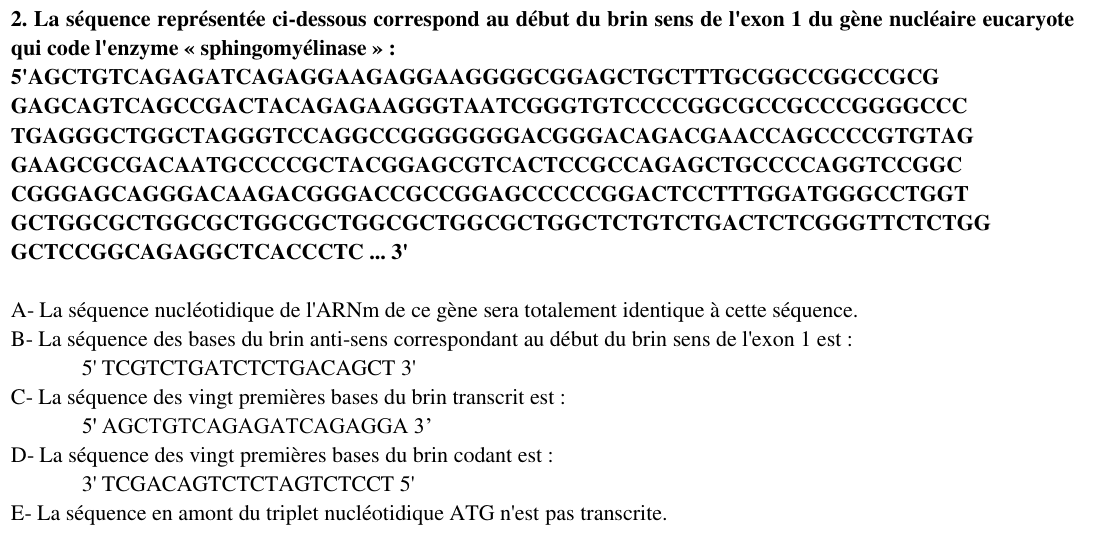 2. La séquence représentée ci-dessous correspond au début du brin sens de l'exon 1 du gène nucléaire eucaryote
qui code l'enzyme « sphingomyélinase » :
5'AGCTGTCAGAGATCAGAGGAAGAGGAAGGGGCGGAGCTGCTTTGCGGCCGGCCGCG
GAGCAGTCAGCCGACTACAGAGAAGGGTAATCGGGTGTCCCCGGCGCCGCCCGGGGCCC
TGAGGGCTGGCTAGGGTCCAGGCCGGGGGGGACGGGACAGACGAACCAGCCCCGTGTAG
GAAGCGCGACAATGCCCCGCTACGGAGCGTCACTCCGCCAGAGCTGCCCCAGGTCCGGC
CGGGAGCAGGGACAAGACGGGACCGCCGGAGCCCCCGGACTCCTTTGGATGGGCCTGGT
GCTGGCGCTGGCGCTGGCGCTGGCGCTGGCGCTGGCTCTGTCTGACTCTCGGGTTCTCTGG
GCTCCGGCAGAGGCTCACCCTC ... 3'
A- La séquence nucléotidique de l'ARNm de ce gène sera totalement identique à cette séquence.
B- La séquence des bases du brin anti-sens correspondant au début du brin sens de l'exon 1 est :
5' TCGTCTGATCTCTGACAGCT 3'
C- La séquence des vingt premières bases du brin transcrit est :
5' AGCTGTCAGAGATCAGAGGA 3’
D- La séquence des vingt premières bases du brin codant est :
3' TCGACAGTCTCTAGTCTCCT 5'
E- La séquence en amont du triplet nucléotidique ATG n'est pas transcrite.